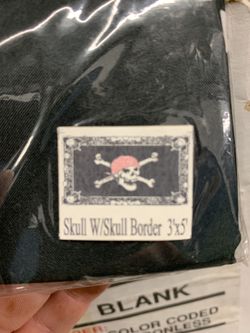 Skull W/Skull Border 3'x5'
BLANK
COLOR CODED